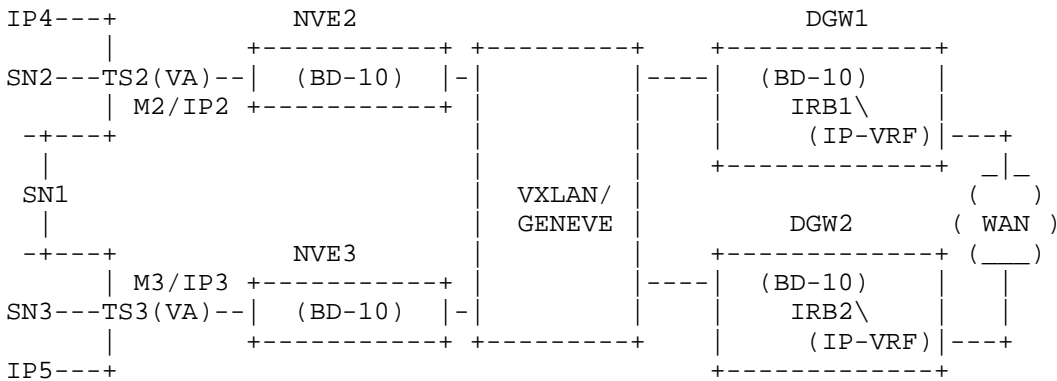 IP4---+           NVE2                            DGW1
      |       +-----------+ +---------+    +-------------+
SN2---TS2(VA)--|  (BD-10)  |-|         |----|  (BD-10)    |
      | M2/IP2 +-----------+ |         |    |    IRB1\    |
 -+---+                      |         |    |     (IP-VRF)|---+
  |                          |         |    +-------------+  _|_
 SN1                         |  VXLAN/ |                    (   )
  |                          |  GENEVE |         DGW2      ( WAN )
 -+---+           NVE3       |         |    +-------------+ (___)
      | M3/IP3 +-----------+ |         |----|  (BD-10)    |   |
SN3---TS3(VA)--|  (BD-10)  |-|         |    |    IRB2\    |   |
      |       +-----------+ +---------+    |     (IP-VRF)|---+
IP5---+                                    +-------------+